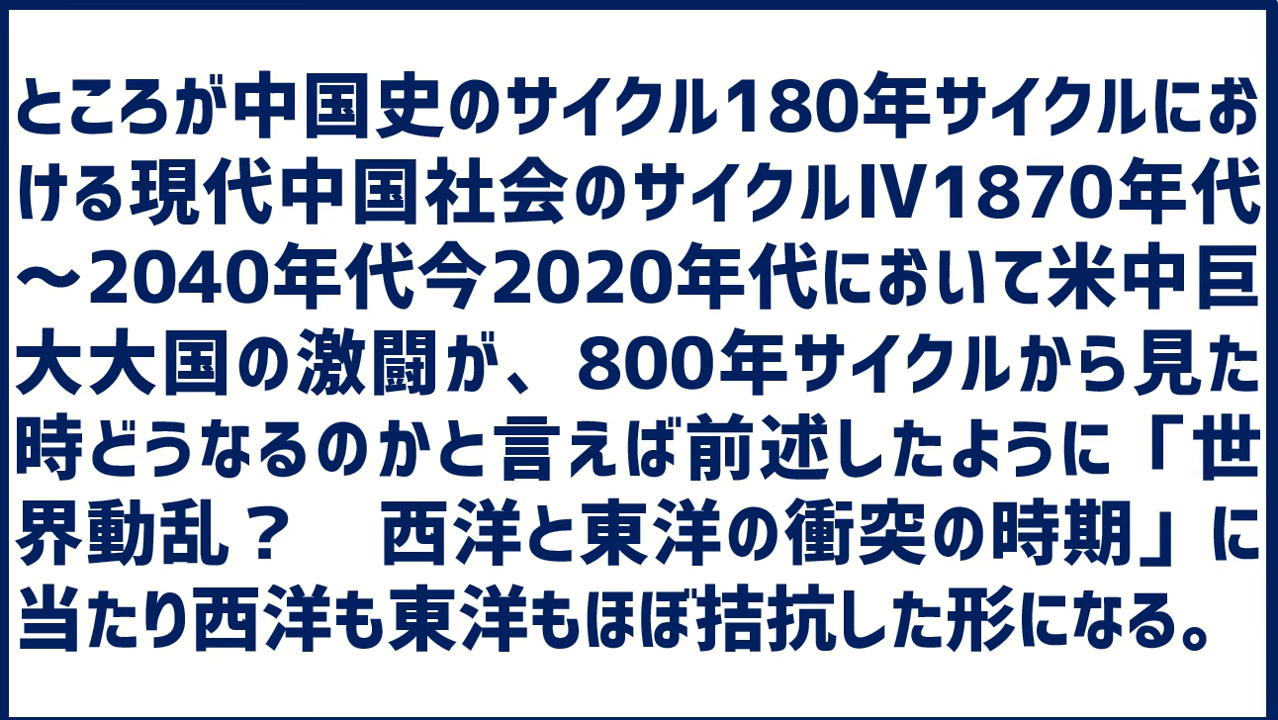 ところが中国史のサイクル180年サイクルにお
ける現代中国社会のサイクルⅣ1870年代
～2040年代今2020年代において米中巨
大大国の激闘が、800年サイクルから見た
時どうなるのかと言えば前述したように「世
界動乱？　西洋と東洋の衝突の時期」に
当たり西洋も東洋もほぼ拮抗した形になる。